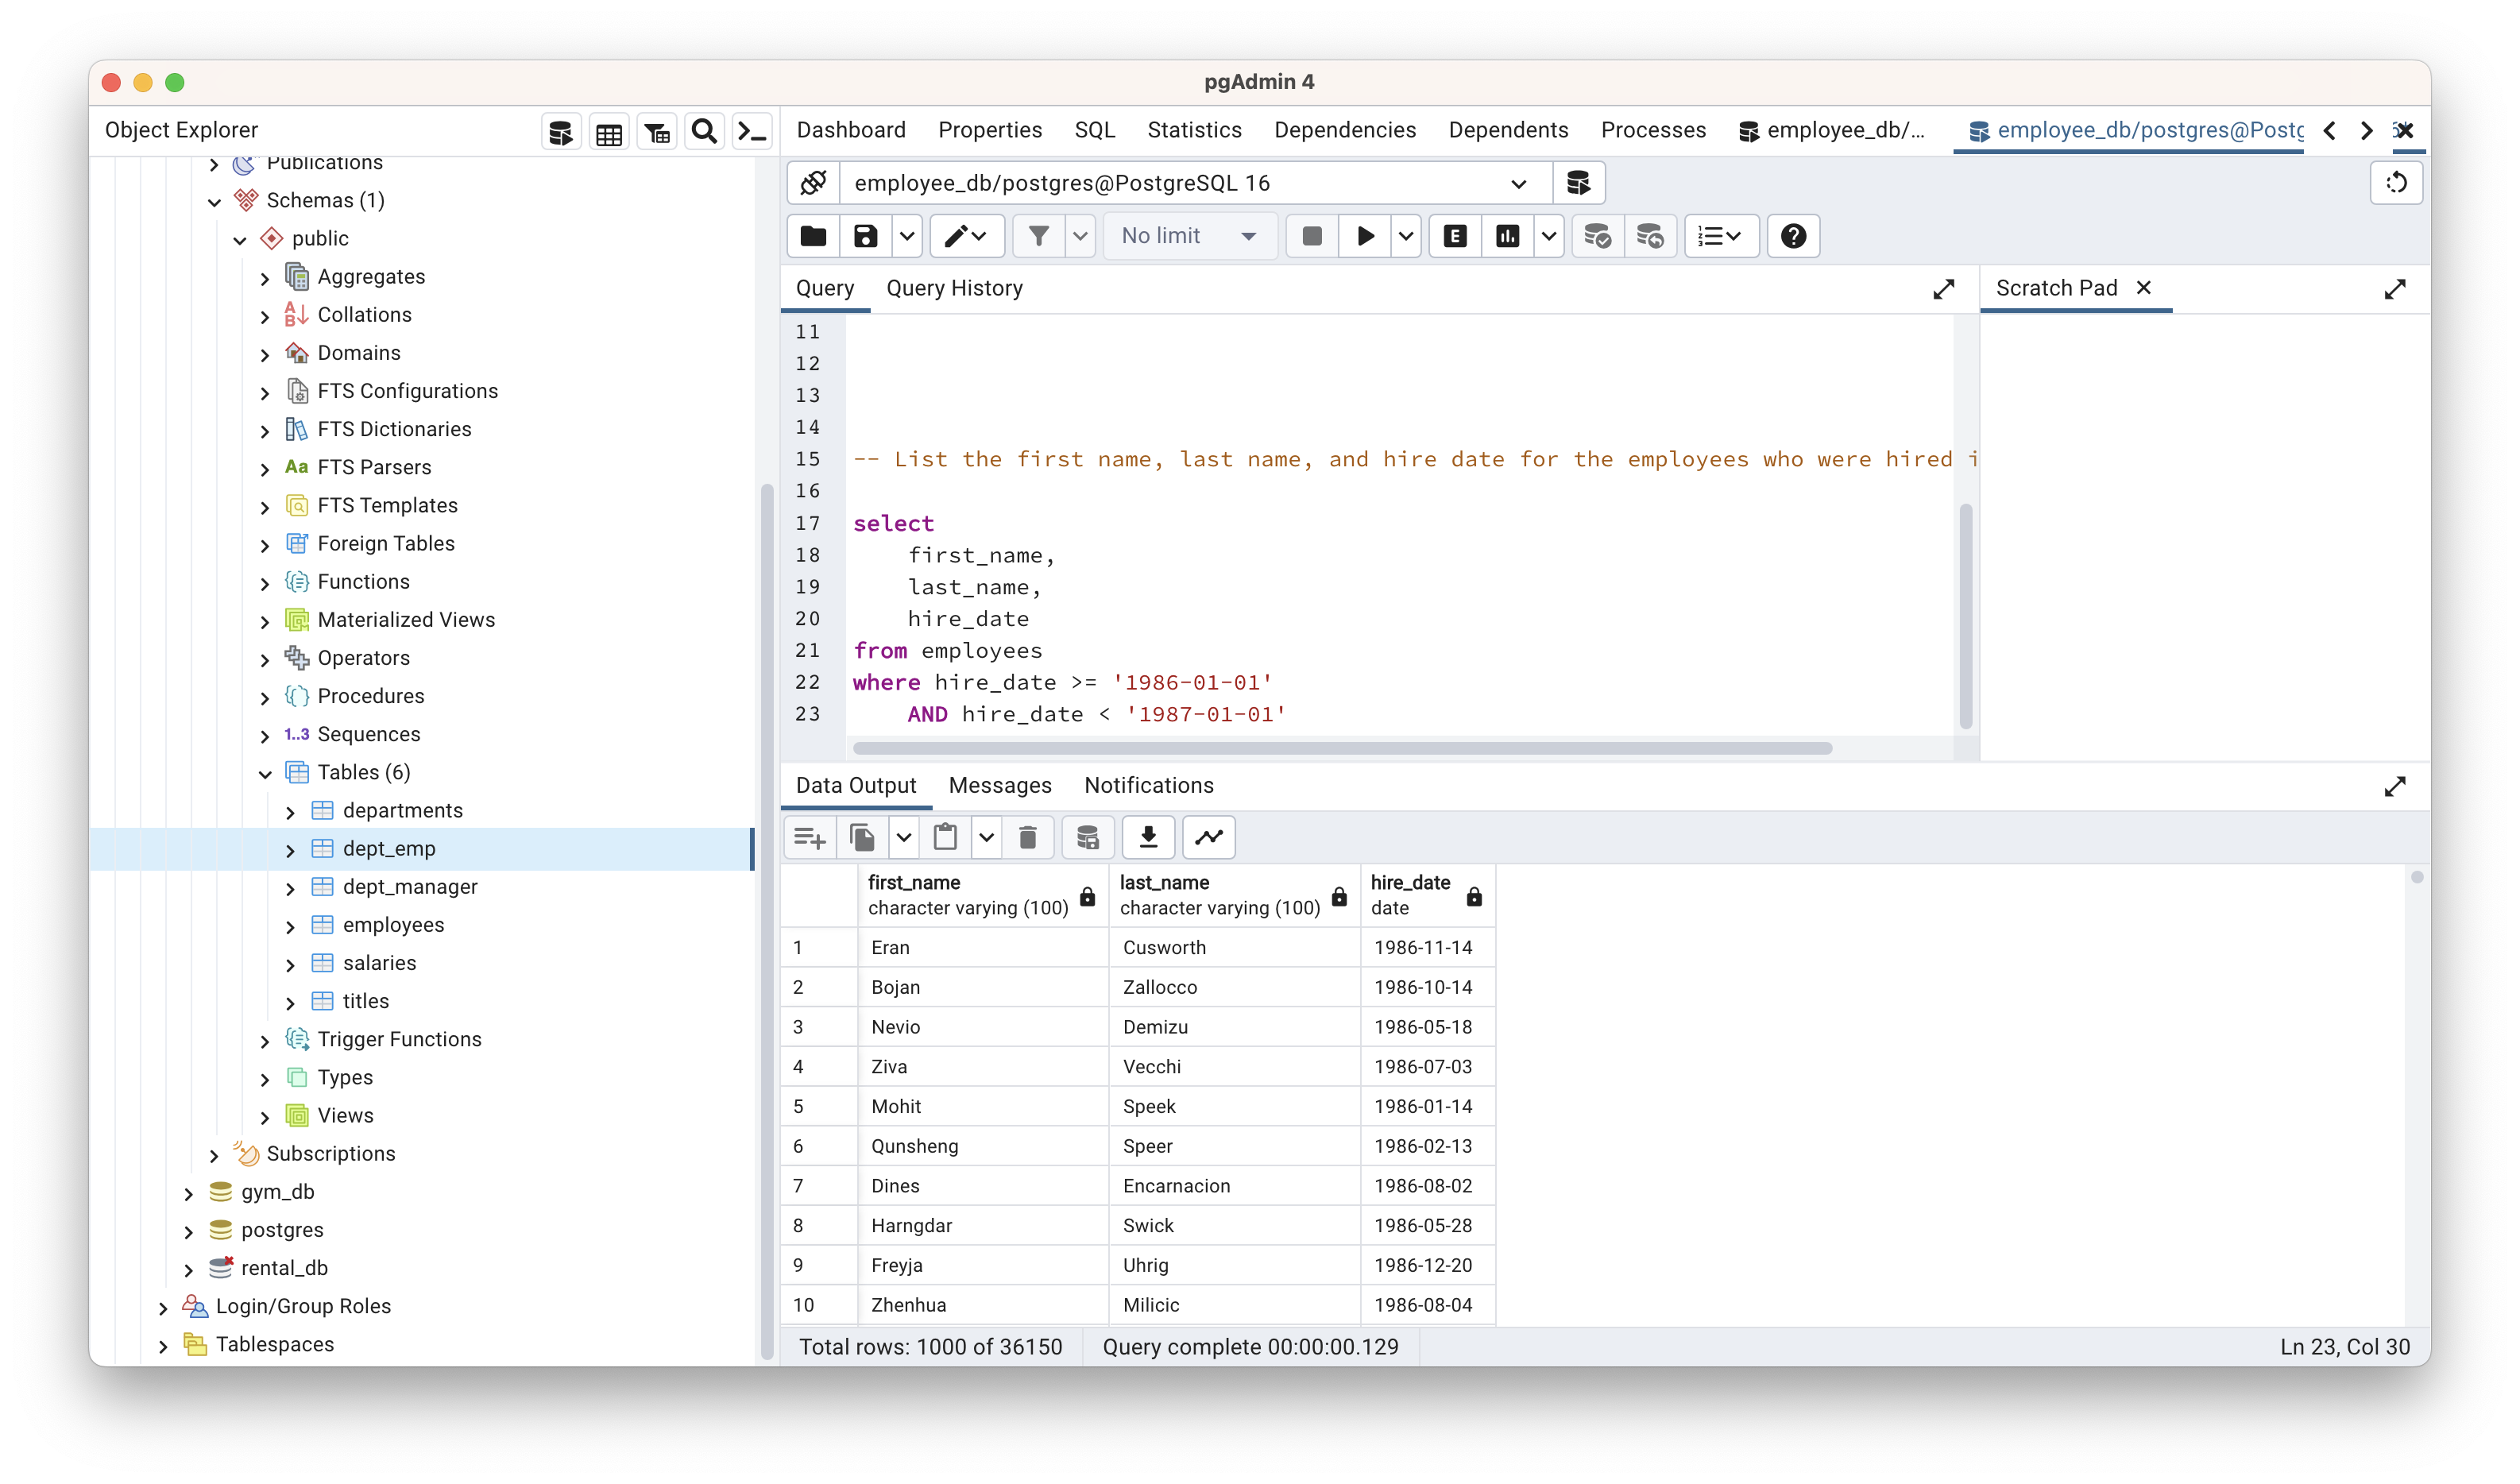 pgAdmin 4
Object Explorer
Dashboard
Properties
SQL
Statistics
Dependencies
Dependents
Processes
employee_db/...
employee_db/postgres@Postg
Publications
Schemas (1)
public
Aggregates
Collations
Domains
FTS Configurations
FTS Dictionaries
Aa FTS Parsers
FTS Templates
Foreign Tables
Functions
Materialized Views
Operators
Procedures
1..3 Sequences
Tables (6)
departments
dept_emp
dept_manager
employees
salaries
titles
Trigger Functions
Types
Views
Subscriptions
gym_db
postgres
rental_db
Login/Group Roles
Tablespaces
employee_db/postgres@PostgreSQL 16
No limit
E
Query
Query History
Scratch Pad
11
12
13
14
15 -- List the first name, last name, and hire date for the employees who were hired i
16
17 select
18 first_name,
19 last_name,
20 hire_date
21 from employees
22 where hire_date >= '1986-01-01'
23 AND hire_date < '1987-01-01'
Data Output
Messages
Notifications
first_name character varying (100)
last_name character varying (100)
hire_date date
1 Eran Cusworth 1986-11-14
2 Bojan Zallocco 1986-10-14
3 Nevio Demizu 1986-05-18
4 Ziva Vecchi 1986-07-03
5 Mohit Speek 1986-01-14
6 Qunsheng Speer 1986-02-13
7 Dines Encarnacion 1986-08-02
8 Harngdar Swick 1986-05-28
9 Freyja Uhrig 1986-12-20
10 Zhenhua Milicic 1986-08-04
Total rows: 1000 of 36150
Query complete 00:00:00.129
Ln 23, Col 30